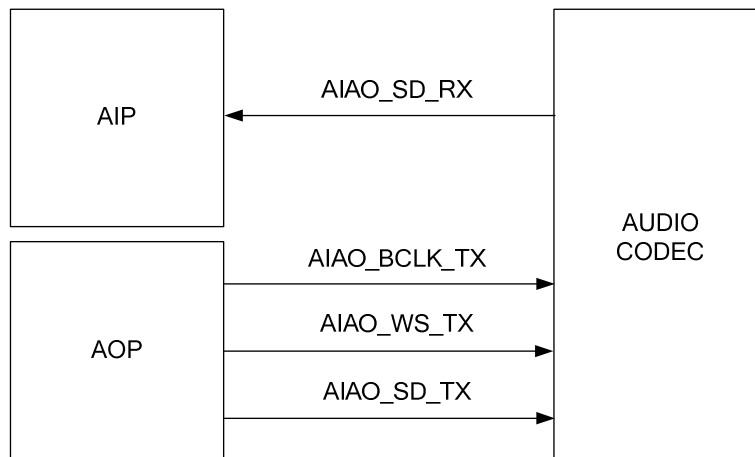 AIP
AIAO_SD_RX
AUDIO
CODEC
AIAO_BCLK_TX
AIAO_WS_TX
AOP
AIAO_SD_TX